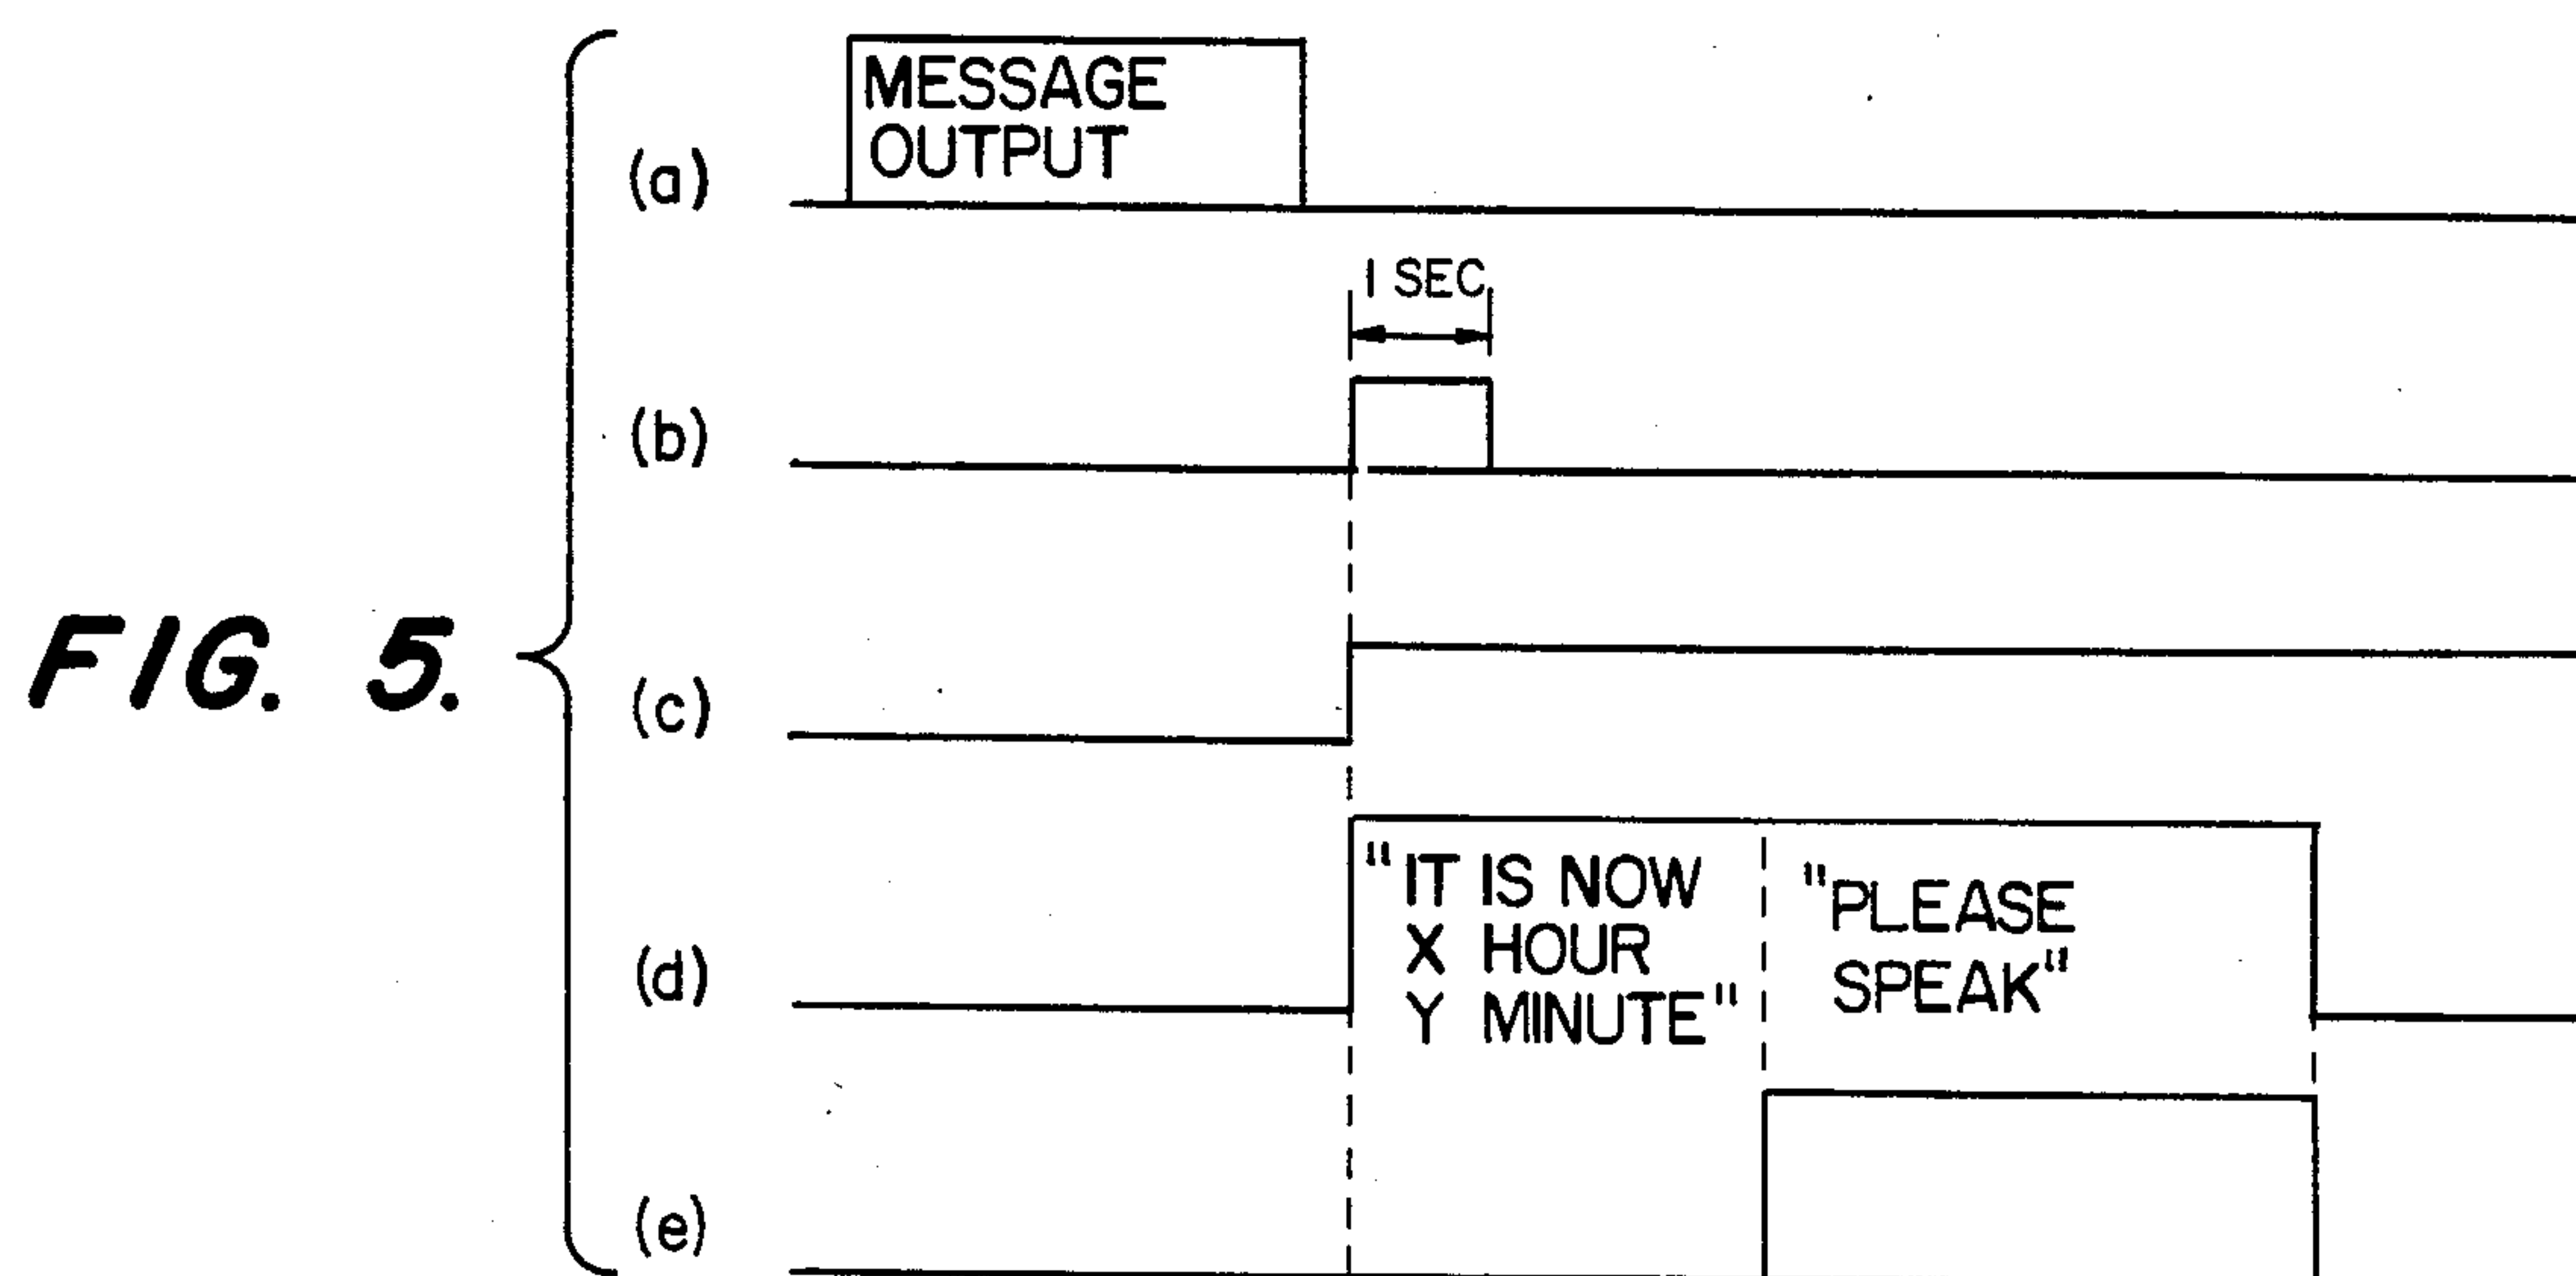 MESSAGE
OUTPUT
(a)
1 SEC
(b)
FIG. 5.
(c)
"IT IS NOW
X HOUR
Y MINUTE"
"PLEASE
SPEAK"
(d)
(e)